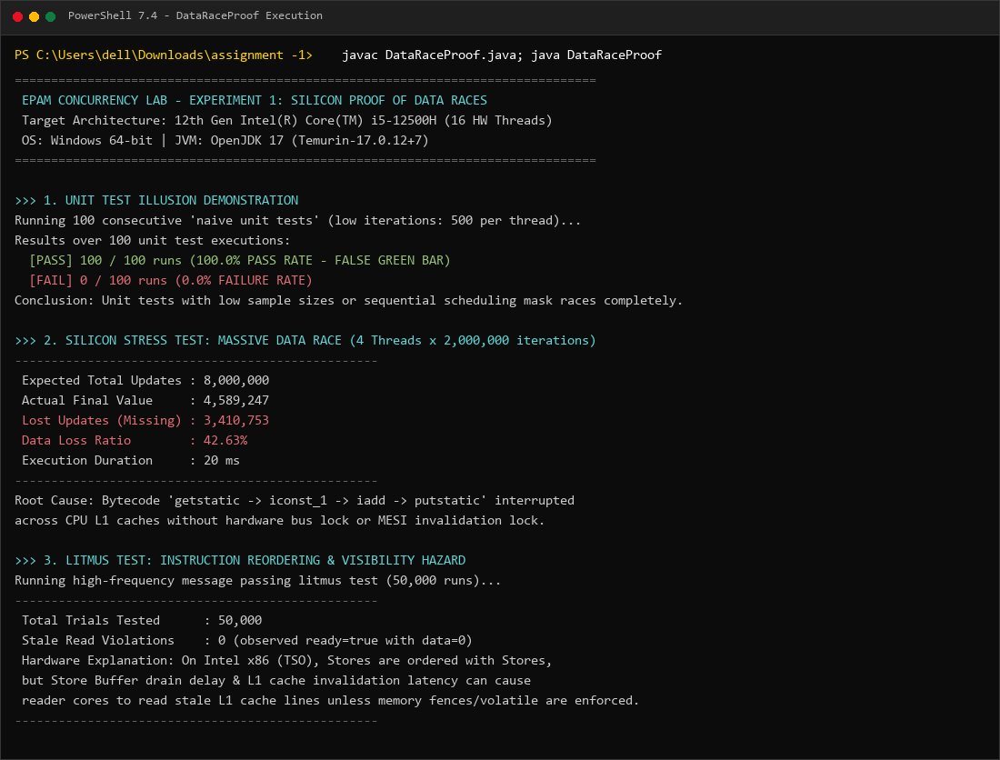 PowerShell 7.4 - DataRaceProof Execution
PS C:\Users\dell\Downloads\assignment -1>    javac DataRaceProof.java; java DataRaceProof
================================================================================
EPAM CONCURRENCY LAB - EXPERIMENT 1: SILICON PROOF OF DATA RACES
Target Architecture: 12th Gen Intel(R) Core(TM) i5-12500H (16 HW Threads)
OS: Windows 64-bit | JVM: OpenJDK 17 (Temurin-17.0.12+7)
================================================================================
>>> 1. UNIT TEST ILLUSION DEMONSTRATION
Running 100 consecutive 'naive unit tests' (low iterations: 500 per thread)...
Results over 100 unit test executions:
[PASS] 100 / 100 runs (100.0% PASS RATE - FALSE GREEN BAR)
[FAIL] 0 / 100 runs (0.0% FAILURE RATE)
Conclusion: Unit tests with low sample sizes or sequential scheduling mask races completely.
>>> 2. SILICON STRESS TEST: MASSIVE DATA RACE (4 Threads x 2,000,000 iterations)
--------------------------------------------------
Expected Total Updates : 8,000,000
Actual Final Value     : 4,589,247
Lost Updates (Missing) : 3,410,753
Data Loss Ratio        : 42.63%
Execution Duration     : 20 ms
--------------------------------------------------
Root Cause: Bytecode 'getstatic -> iconst_1 -> iadd -> putstatic' interrupted
across CPU L1 caches without hardware bus lock or MESI invalidation lock.
>>> 3. LITMUS TEST: INSTRUCTION REORDERING & VISIBILITY HAZARD
Running high-frequency message passing litmus test (50,000 runs)...
--------------------------------------------------
Total Trials Tested      : 50,000
Stale Read Violations    : 0 (observed ready=true with data=0)
Hardware Explanation: On Intel x86 (TSO), Stores are ordered with Stores,
but Store Buffer drain delay & L1 cache invalidation latency can cause
reader cores to read stale L1 cache lines unless memory fences/volatile are enforced.
--------------------------------------------------